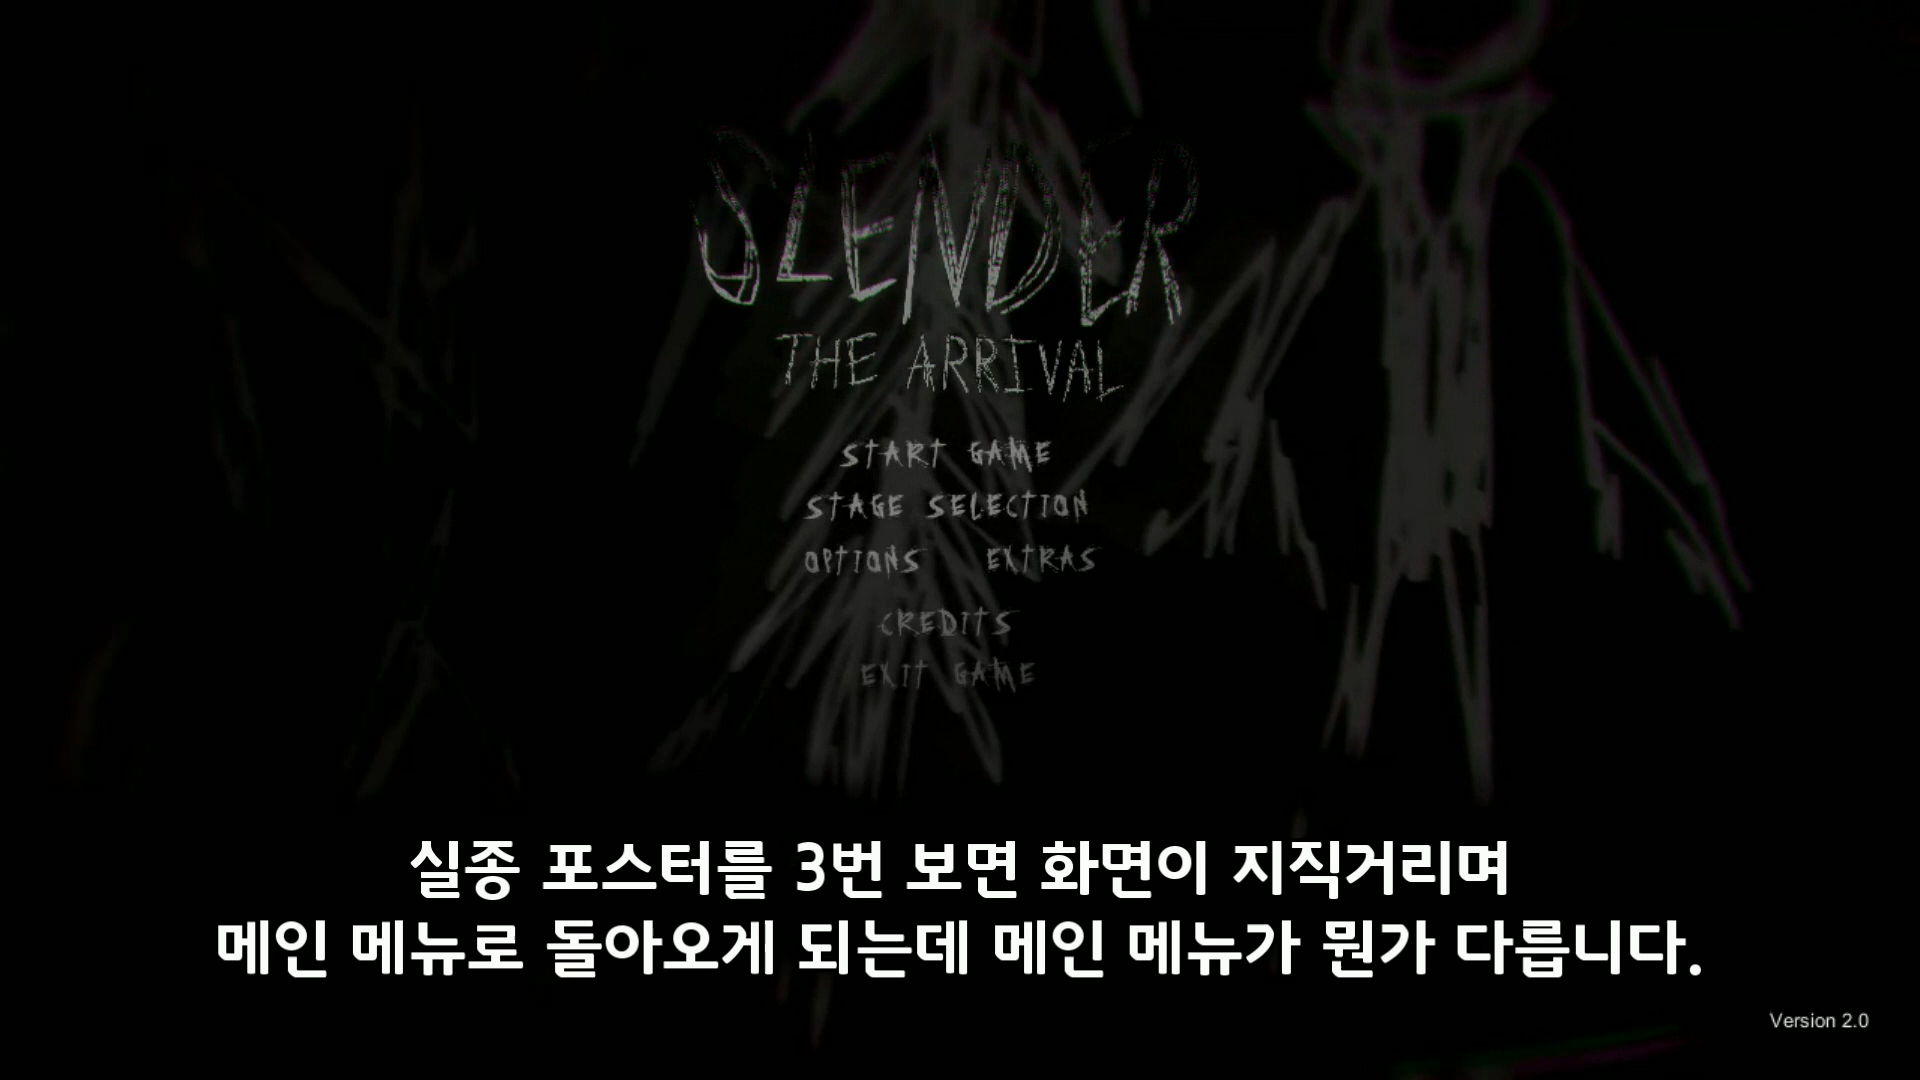 SLENDER
THE ARRIVAL
START GAME
STAGE SELECTION
OPTIONS EXTRAS
CREDITS
EXIT GAME
실종 포스터를 3번 보면 화면이 지직거리며
메인 메뉴로 돌아오게 되는데 메인 메뉴가 뭔가 다릅니다.
Version 2.0